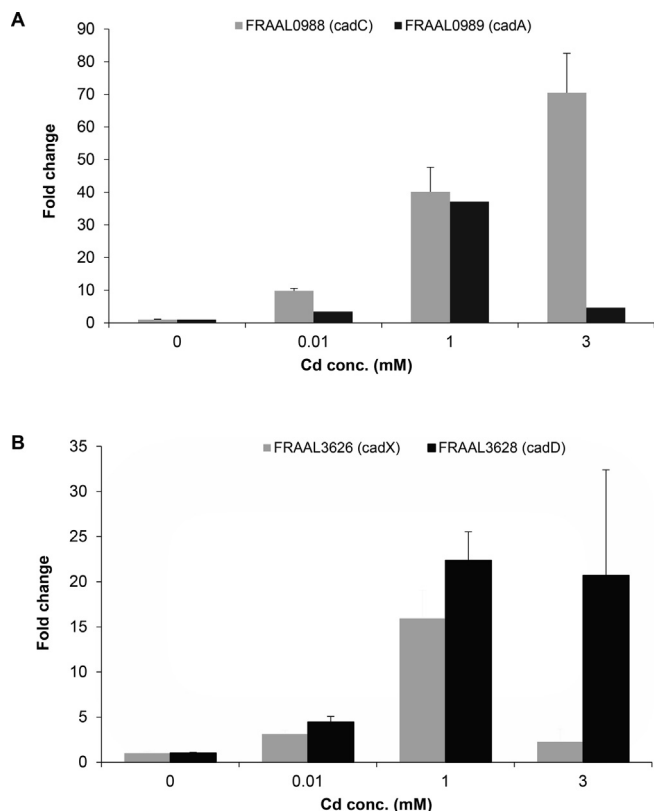 A
FRAAL0988 (cadC) FRAAL0989 (cadA)
90
80
70
60
50
40
30
20
10
0
Fold change
0 0.01 1 3
Cd conc. (mM)
B
FRAAL3626 (cadX) FRAAL3628 (cadD)
35
30
25
20
15
10
5
0
Fold change
0 0.01 1 3
Cd conc. (mM)